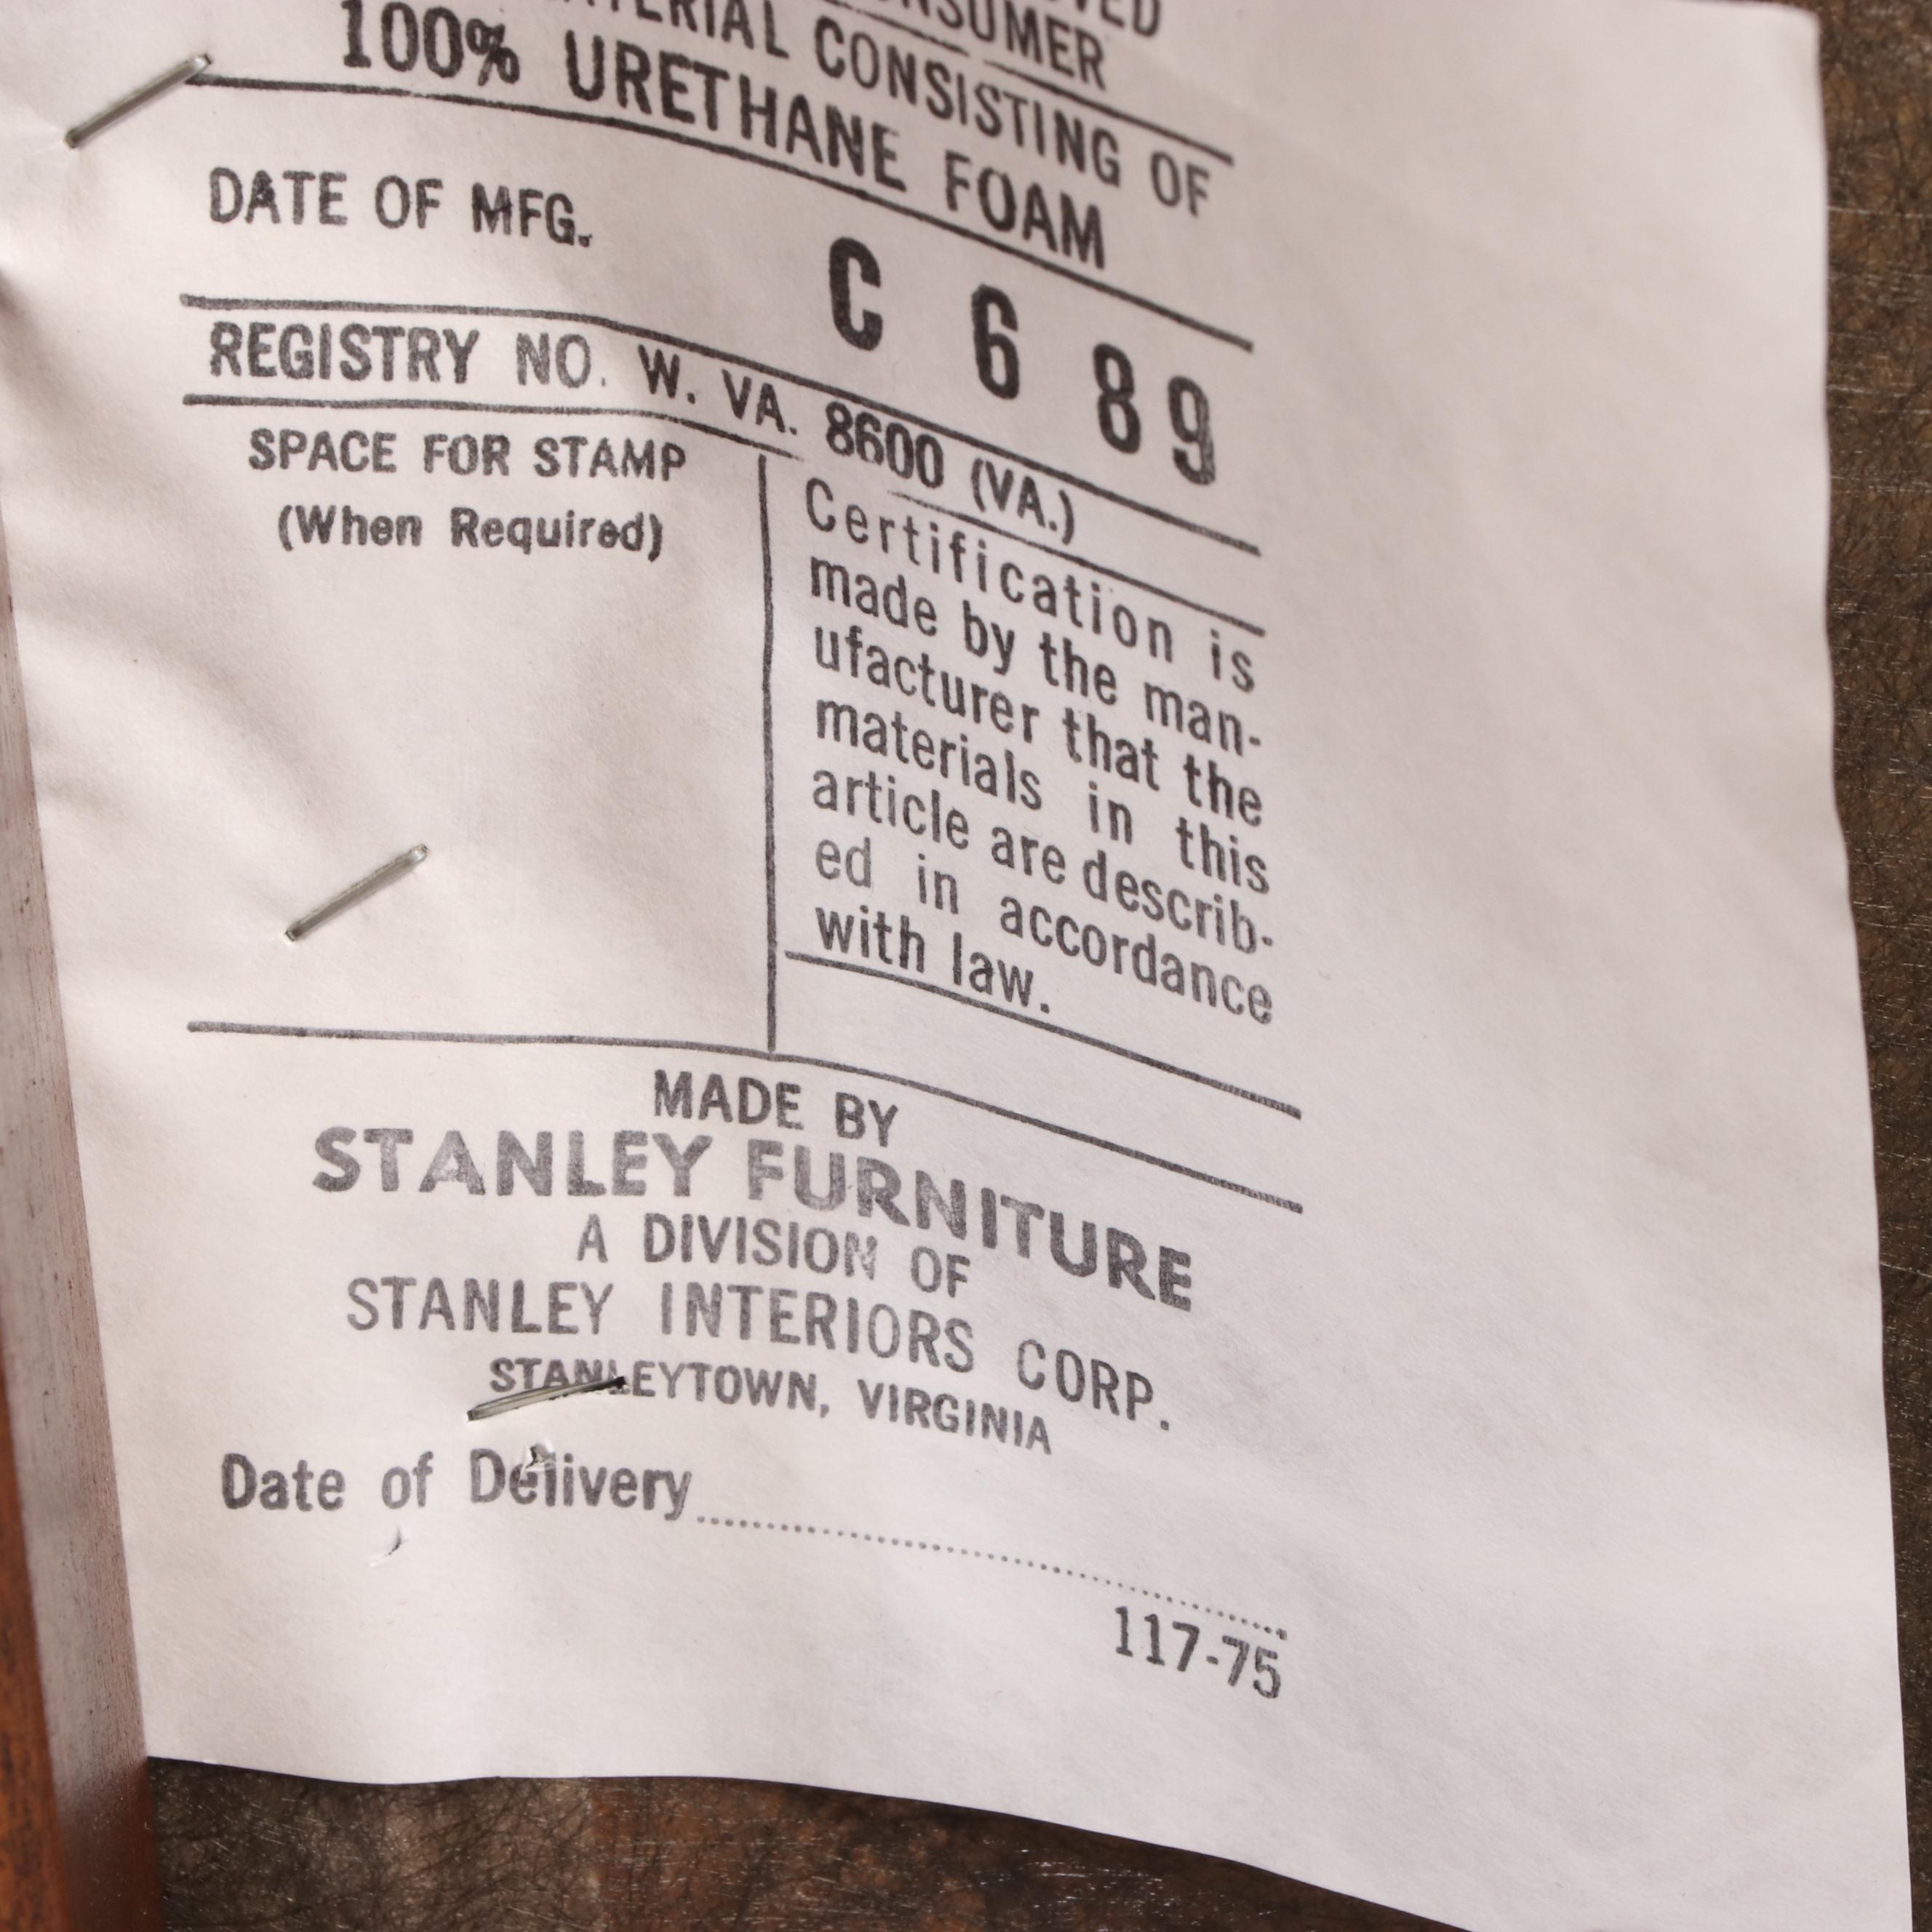 CONSUMER
MATERIAL CONSISTING OF
100% URETHANE FOAM
DATE OF MFG.
C 6 89
REGISTRY NO. W. VA. 8600 (VA.)
SPACE FOR STAMP
(When Required)
Certification is
made by the man-
ufacturer that the
materials in this
article are describ-
ed in accordance
with law.
MADE BY
STANLEY FURNITURE
A DIVISION OF
STANLEY INTERIORS CORP.
STANLEYTOWN, VIRGINIA
Date of Delivery
117-75